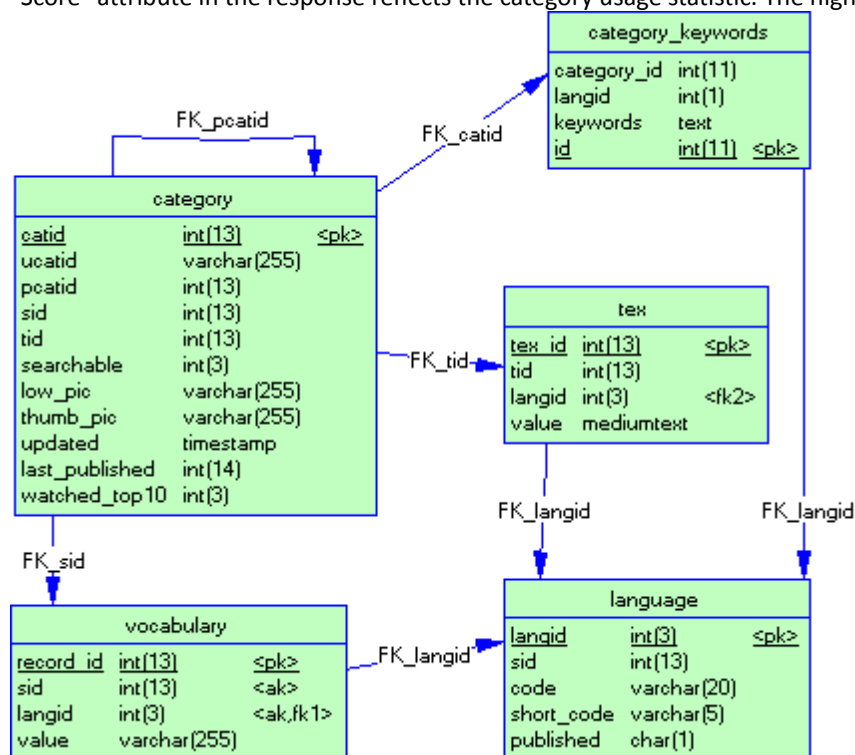 "Score" attribute in the response reflects the category usage statistic. The high
category_keywords
category_id int(11)
langid int(1)
keywords text
id int(11) <pk>
FK_pcatid
FK_catid
category
catid int(13) <pk>
ucatid varchar(255)
pcatid int(13)
sid int(13)
tid int(13)
searchable int(3)
low_pic varchar(255)
thumb_pic varchar(255)
updated timestamp
last_published int(14)
watched_top10 int(3)
FK_tid
tex
tex_id int(13) <pk>
tid int(13)
langid int(3) <fk2>
value mediumtext
FK_langid
FK_langid
FK_sid
vocabulary
record_id int(13) <pk>
sid int(13) <ak>
langid int(3) <ak,fk1>
value varchar(255)
FK_langid
language
langid int(3) <pk>
sid int(13)
code varchar(20)
short_code varchar(5)
published char(1)